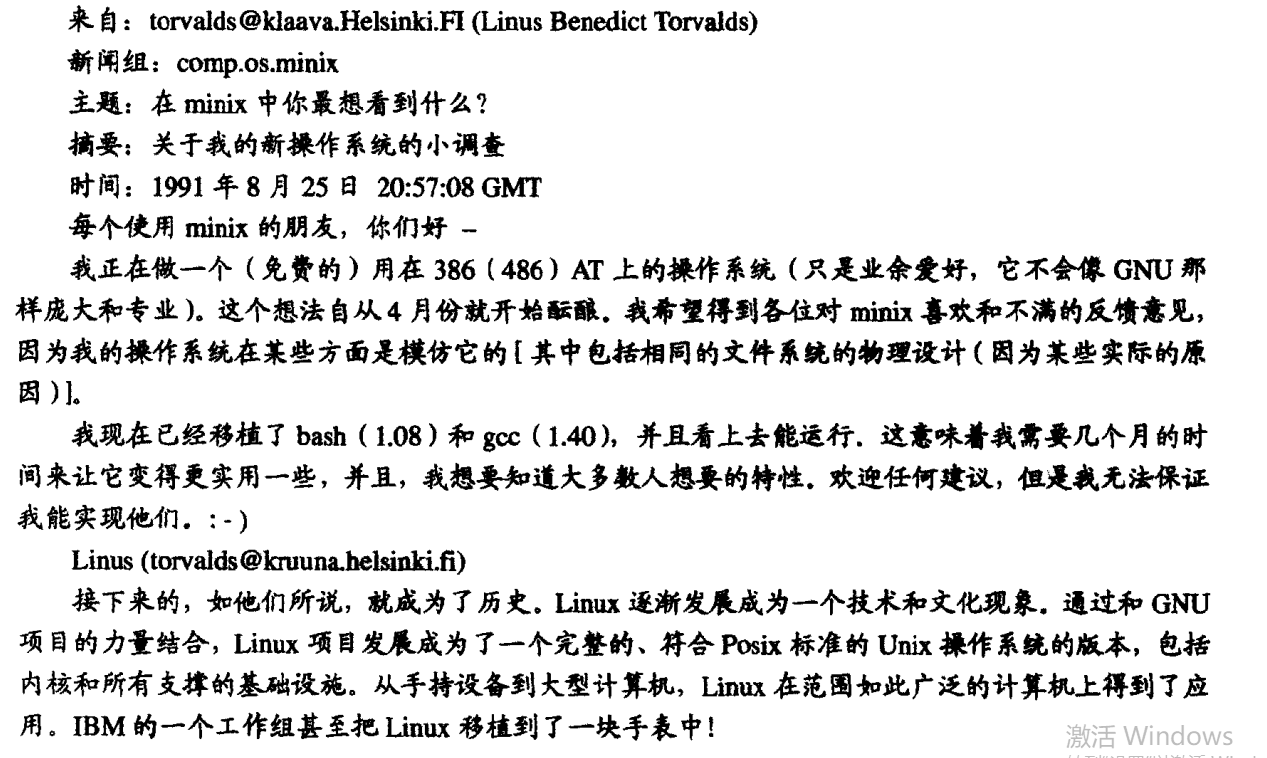 来自：torvalds@klaava.Helsinki.FI (Linus Benedict Torvalds)
新闻组：comp.os.minix
主题：在 minix 中你最想看到什么？
摘要：关于我的新操作系统的小调查
时间：1991 年 8 月 25 日 20:57:08 GMT
每个使用 minix 的朋友，你们好 –
我正在做一个（免费的）用在 386（486）AT 上的操作系统（只是业余爱好，它不会像 GNU 那
样庞大和专业）。这个想法自从 4 月份就开始酝酿。我希望得到各位对 minix 喜欢和不满的反馈意见，
因为我的操作系统在某些方面是模仿它的[ 其中包括相同的文件系统的物理设计（因为某些实际的原
因）]。
我现在已经移植了 bash（1.08）和 gcc（1.40），并且看上去能运行。这意味着我需要几个月的时
间来让它变得更实用一些，并且，我想要知道大多数人想要的特性。欢迎任何建议，但是我无法保证
我能实现他们。: - )
Linus (torvalds@kruuna.helsinki.fi)
接下来的，如他们所说，就成为了历史。Linux 逐渐发展成为一个技术和文化现象。通过和 GNU
项目的力量结合，Linux 项目发展成为了一个完整的、符合 Posix 标准的 Unix 操作系统的版本，包括
内核和所有支撑的基础设施。从手持设备到大型计算机，Linux 在范围如此广泛的计算机上得到了应
用。IBM 的一个工作组甚至把 Linux 移植到了一块手表中！
激活 Windows